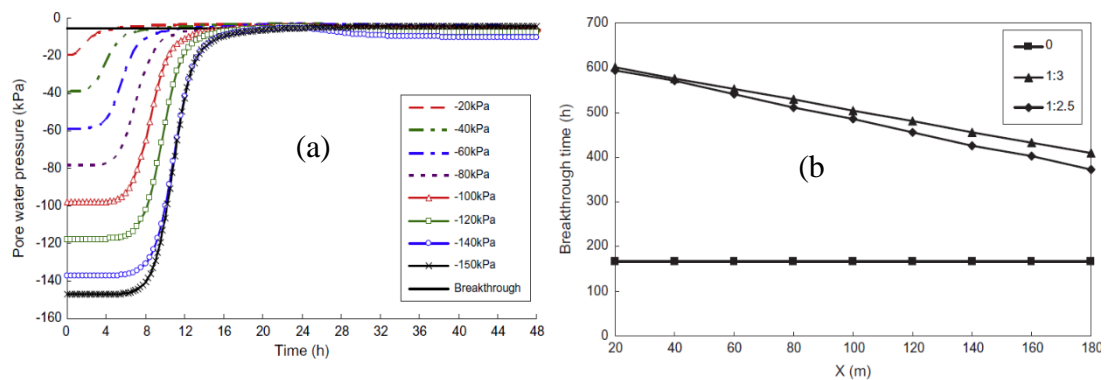 0
-20
-40
-60
-80
-100
-120
-140
-160
Pore water pressure (kPa)
(a)
-20kPa
-40kPa
-60kPa
-80kPa
-100kPa
-120kPa
-140kPa
-150kPa
Breakthrough
0 4 8 12 16 20 24 28 32 36 40 44 48
Time (h)
700
600
500
400
300
200
100
0
Breakthrough time (h)
(b
0
1:3
1:2.5
20 40 60 80 100 120 140 160 180
X (m)